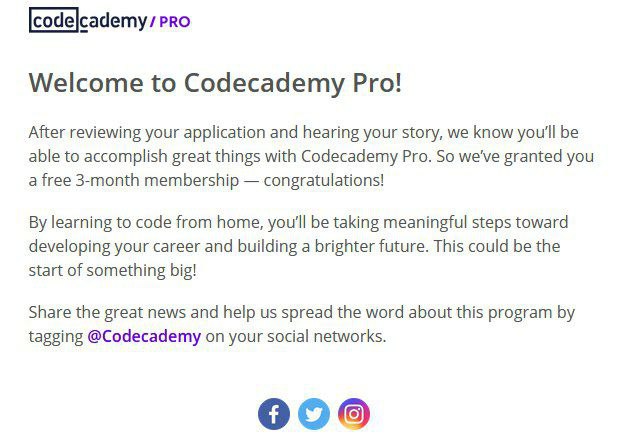 codecademy/PRO
Welcome to Codecademy Pro!
After reviewing your application and hearing your story, we know you’ll be
able to accomplish great things with Codecademy Pro. So we’ve granted you
a free 3-month membership — congratulations!
By learning to code from home, you’ll be taking meaningful steps toward
developing your career and building a brighter future. This could be the
start of something big!
Share the great news and help us spread the word about this program by
tagging @Codecademy on your social networks.